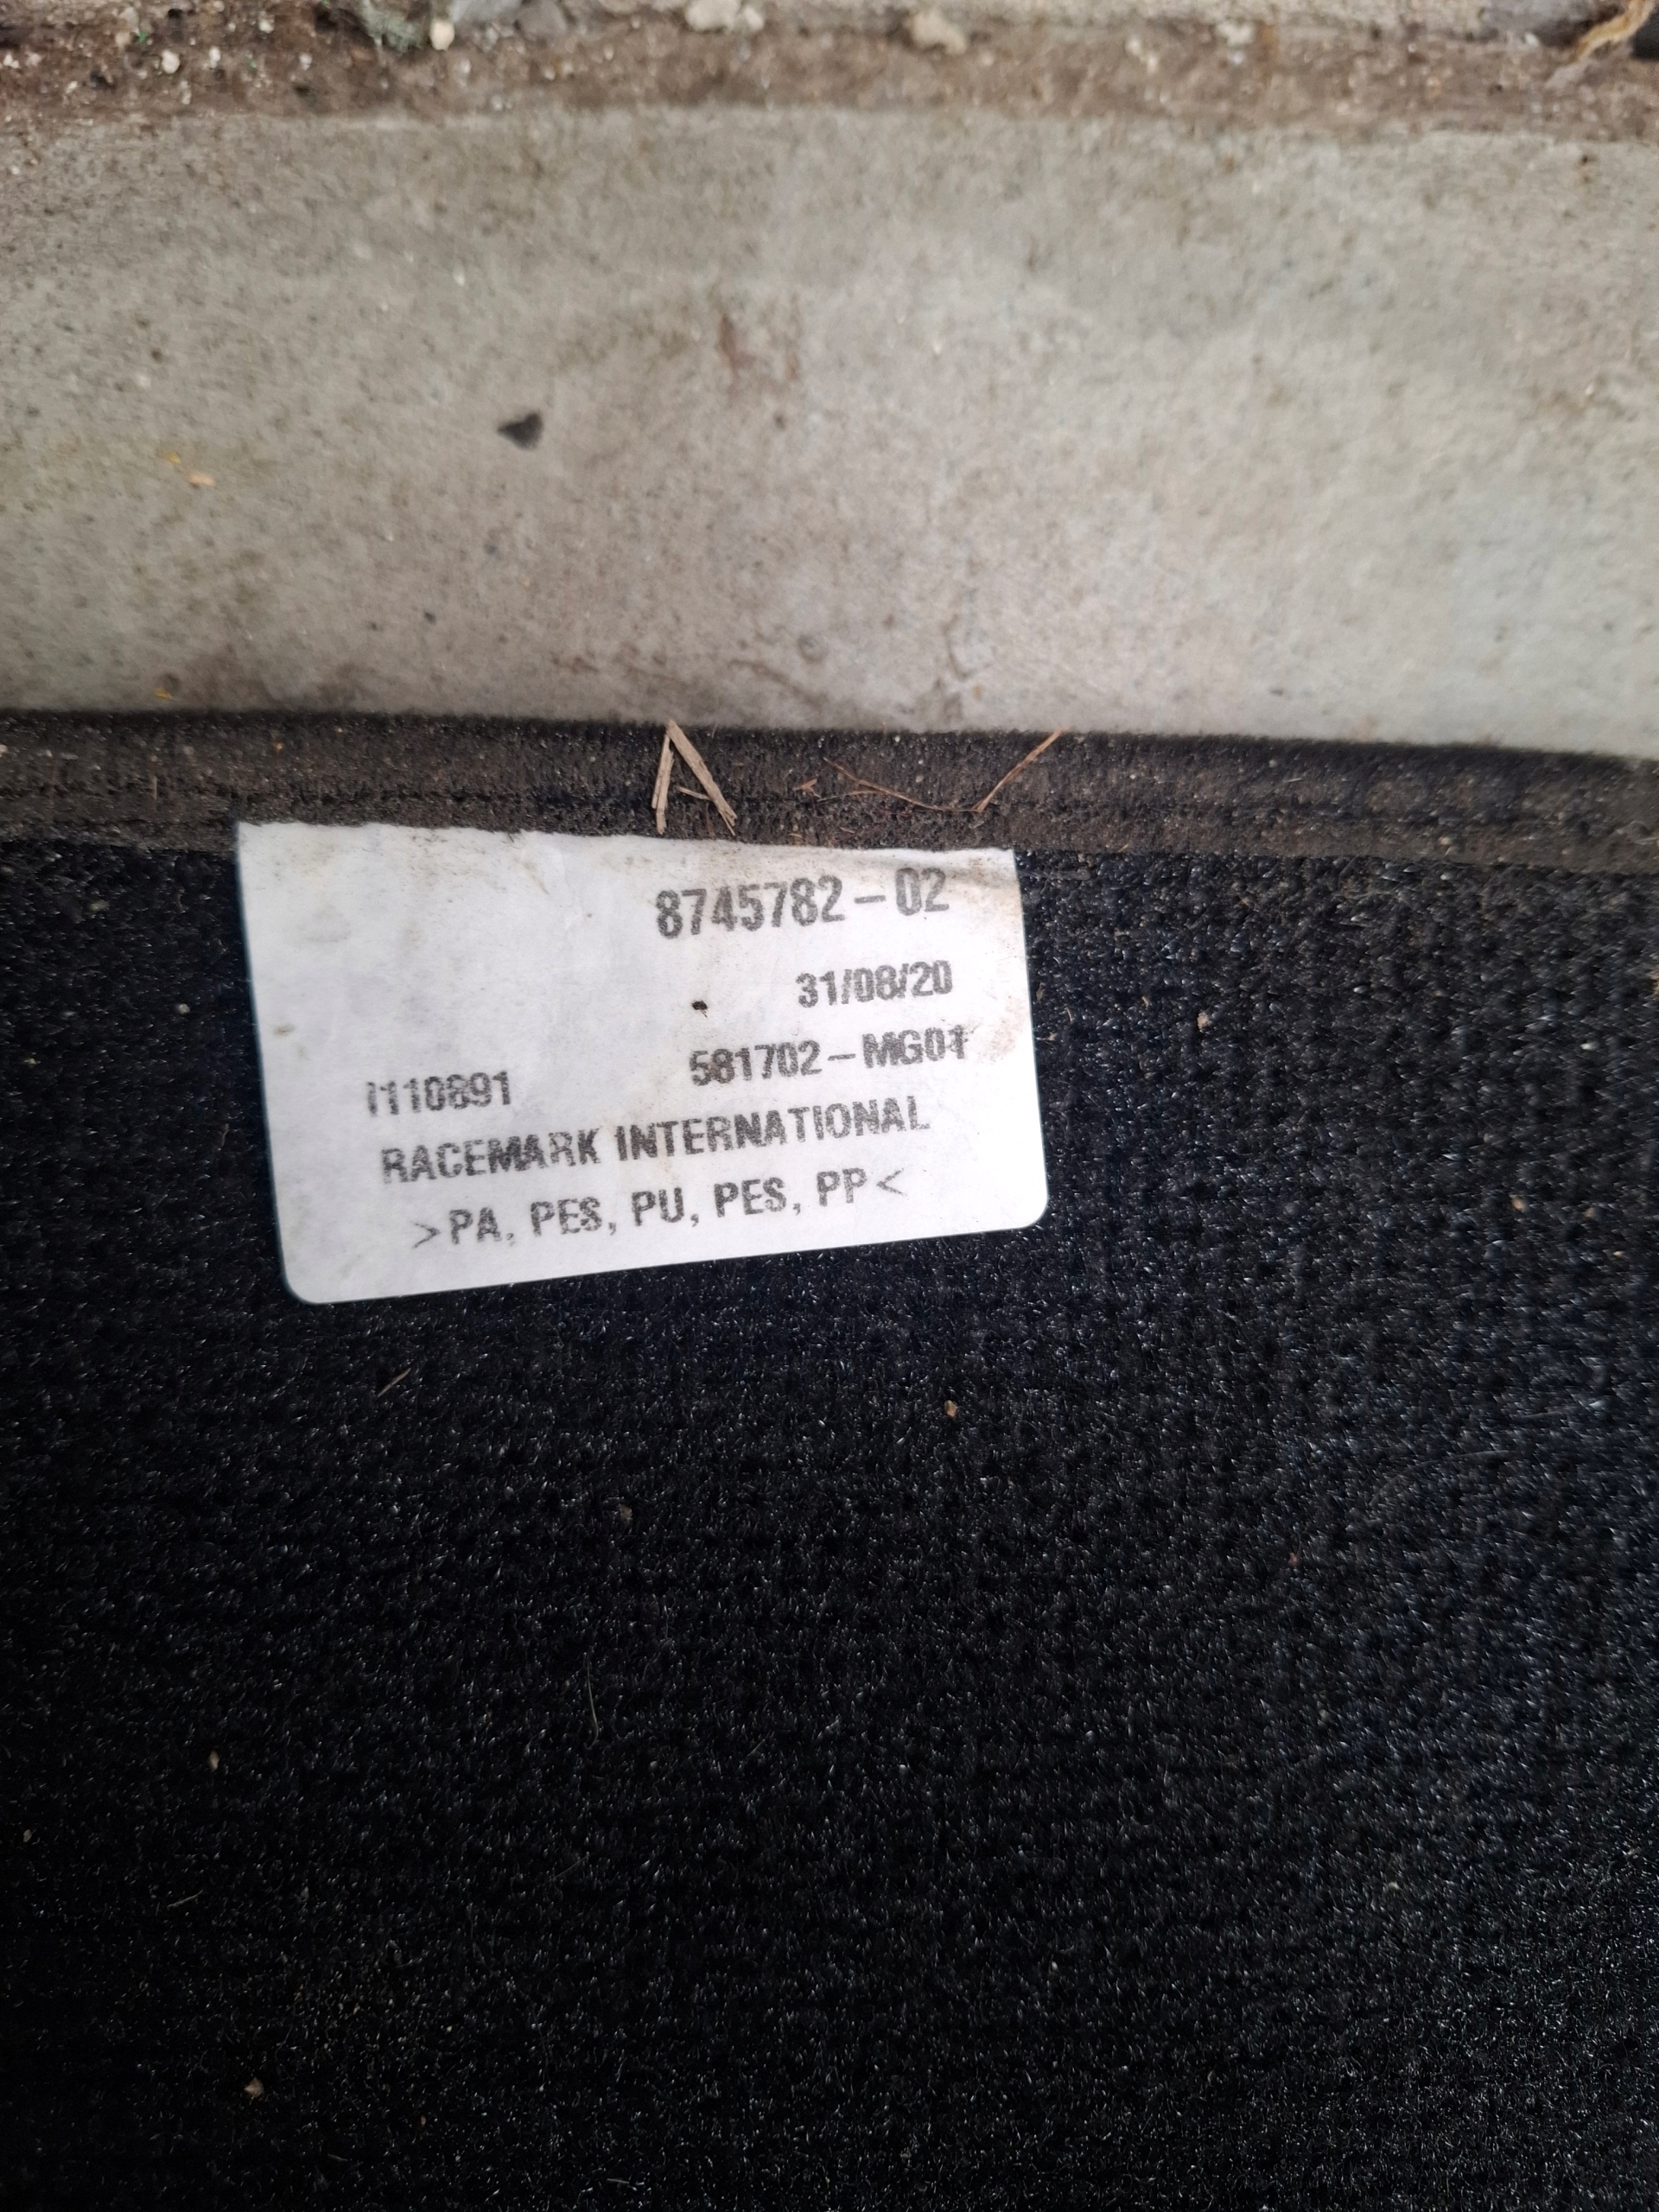 8745782-02
31/08/20
I110891 581702-MG01
RACEMARK INTERNATIONAL
>PA, PES, PU, PES, PP<